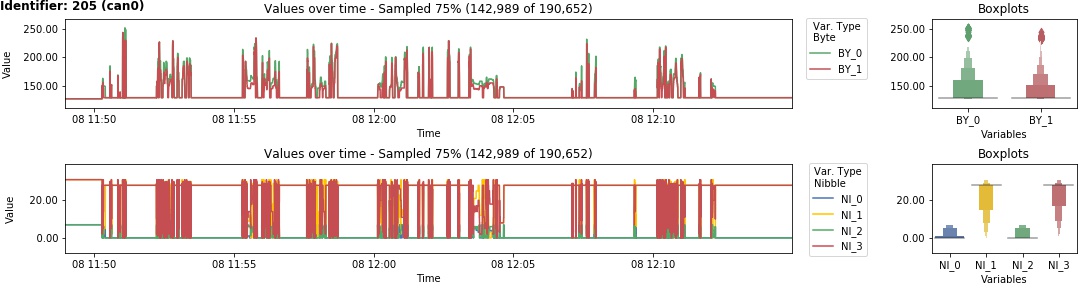 Identifier: 205 (can0)
Values over time - Sampled 75% (142,989 of 190,652)
Boxplots
Value
250.00
200.00
150.00
08 11:50
08 11:55
08 12:00
08 12:05
08 12:10
Time
Var. Type
Byte
BY_0
BY_1
250.00
200.00
150.00
BY_0
BY_1
Variables
Values over time - Sampled 75% (142,989 of 190,652)
Boxplots
Value
20.00
0.00
08 11:50
08 11:55
08 12:00
08 12:05
08 12:10
Time
Var. Type
Nibble
NI_0
NI_1
NI_2
NI_3
20.00
0.00
NI_0
NI_1
NI_2
NI_3
Variables